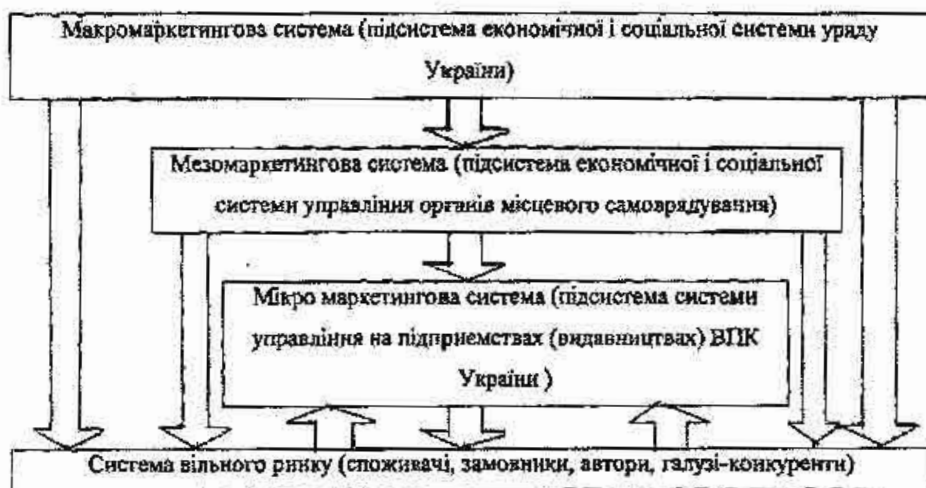 Макромаркетингова система (підсистема економічної і соціальної системи уряду
України)
Мезомаркетингова система (підсистема економічної і соціальної
системи управління органів місцевого самоврядування)
Мікро маркетингова система (підсистема системи
управління на підприємствах (видавництвах) ВПК
України )
Система вільного ринку (споживачі, замовники, автори, галузі-конкуренти)